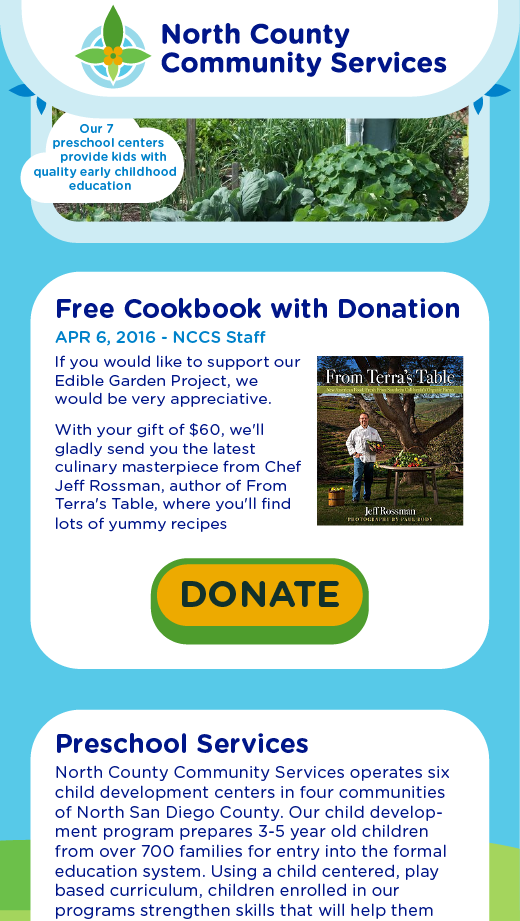 North County
Community Services
Our 7
preschool centers
provide kids with
quality early childhood
education
Free Cookbook with Donation
APR 6, 2016 - NCCS Staff
If you would like to support our
Edible Garden Project, we
would be very appreciative.
With your gift of $60, we'll
gladly send you the latest
culinary masterpiece from Chef
Jeff Rossman, author of From
Terra's Table, where you'll find
lots of yummy recipes
From Terra's Table
Jeff Rossman
PHOTOGRAPHY BY PAUL BODY
DONATE
Preschool Services
North County Community Services operates six
child development centers in four communities
of North San Diego County. Our child develop-
ment program prepares 3-5 year old children
from over 700 families for entry into the formal
education system. Using a child centered, play
based curriculum, children enrolled in our
programs strengthen skills that will help them